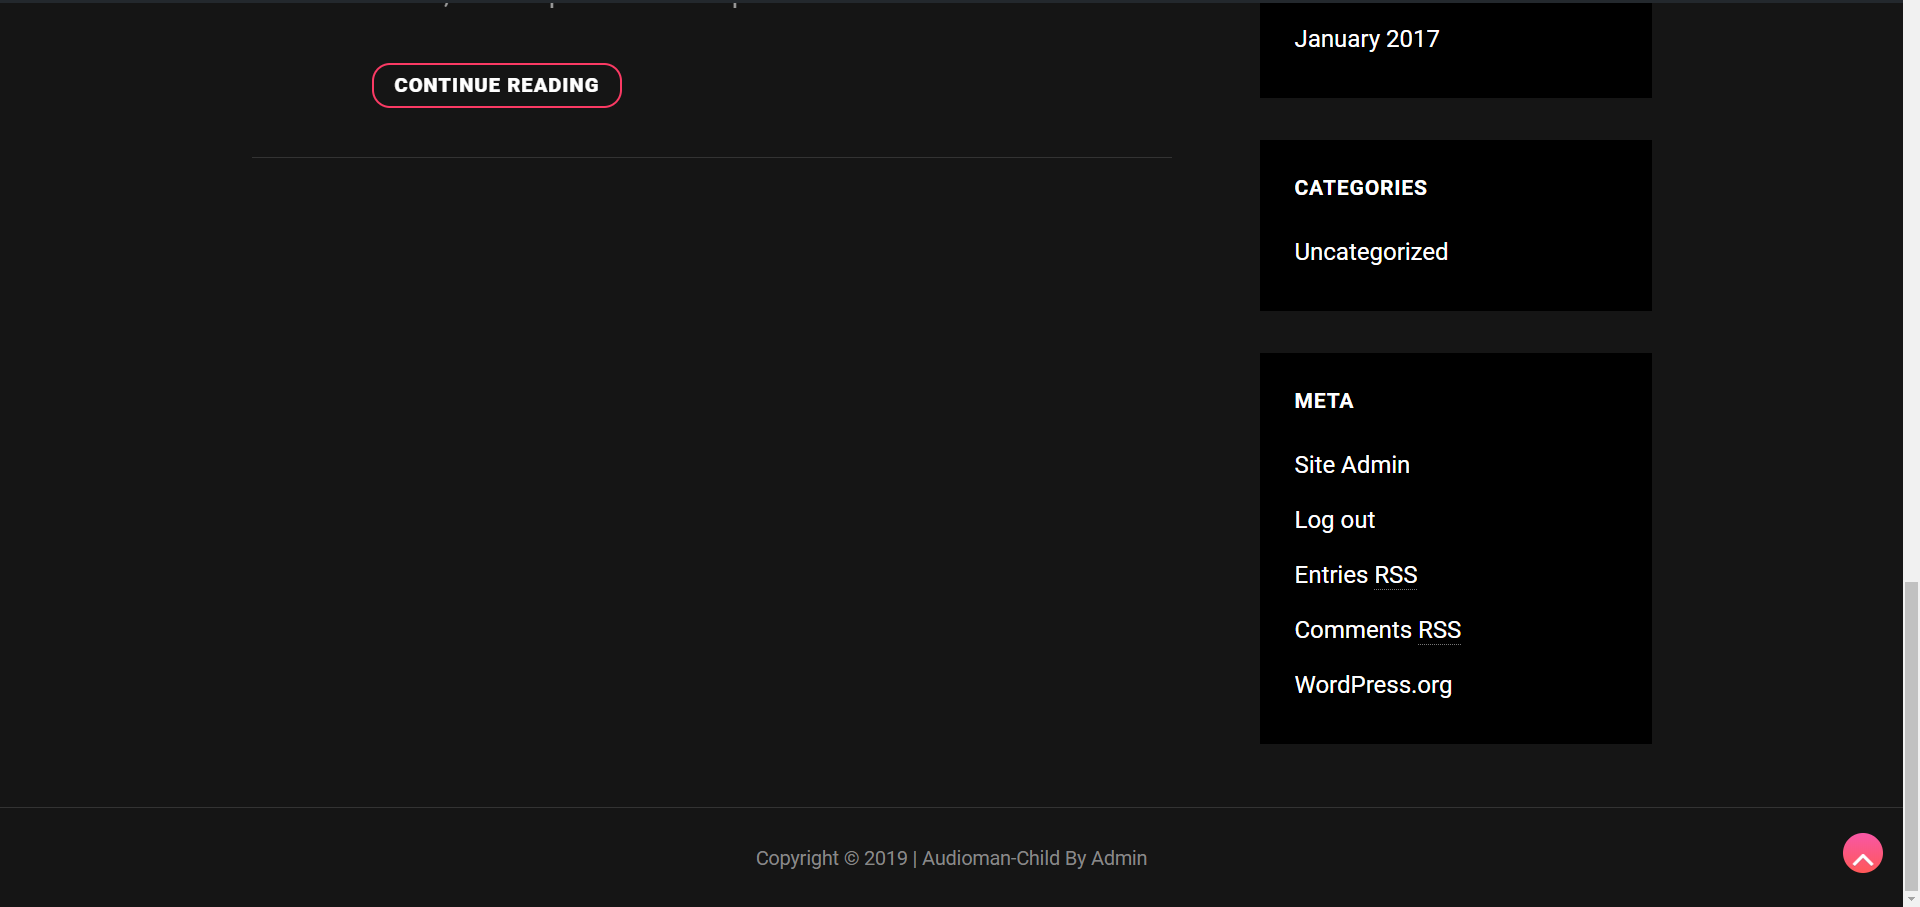 CONTINUE READING
January 2017
CATEGORIES
Uncategorized
META
Site Admin
Log out
Entries RSS
Comments RSS
WordPress.org
Copyright © 2019 | Audioman-Child By Admin